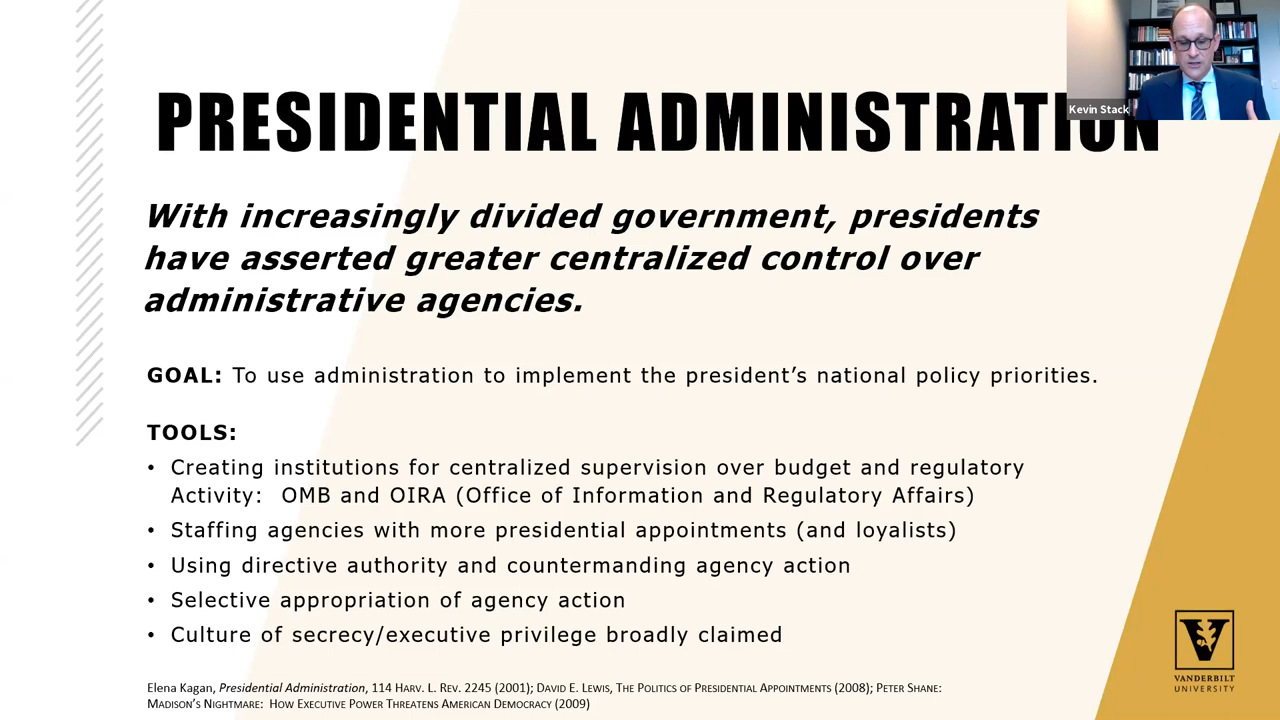 PRESIDENTIAL ADMINISTRATION
Kevin Stack
With increasingly divided government, presidents
have asserted greater centralized control over
administrative agencies.
GOAL: To use administration to implement the president’s national policy priorities.
TOOLS:
• Creating institutions for centralized supervision over budget and regulatory
Activity: OMB and OIRA (Office of Information and Regulatory Affairs)
• Staffing agencies with more presidential appointments (and loyalists)
• Using directive authority and countermanding agency action
• Selective appropriation of agency action
• Culture of secrecy/executive privilege broadly claimed
Elena Kagan, Presidential Administration, 114 HARV. L. REV. 2245 (2001); DAVID E. LEWIS, THE POLITICS OF PRESIDENTIAL APPOINTMENTS (2008); PETER SHANE:
MADISON’S NIGHTMARE: HOW EXECUTIVE POWER THREATENS AMERICAN DEMOCRACY (2009)
V
VANDERBILT
UNIVERSITY